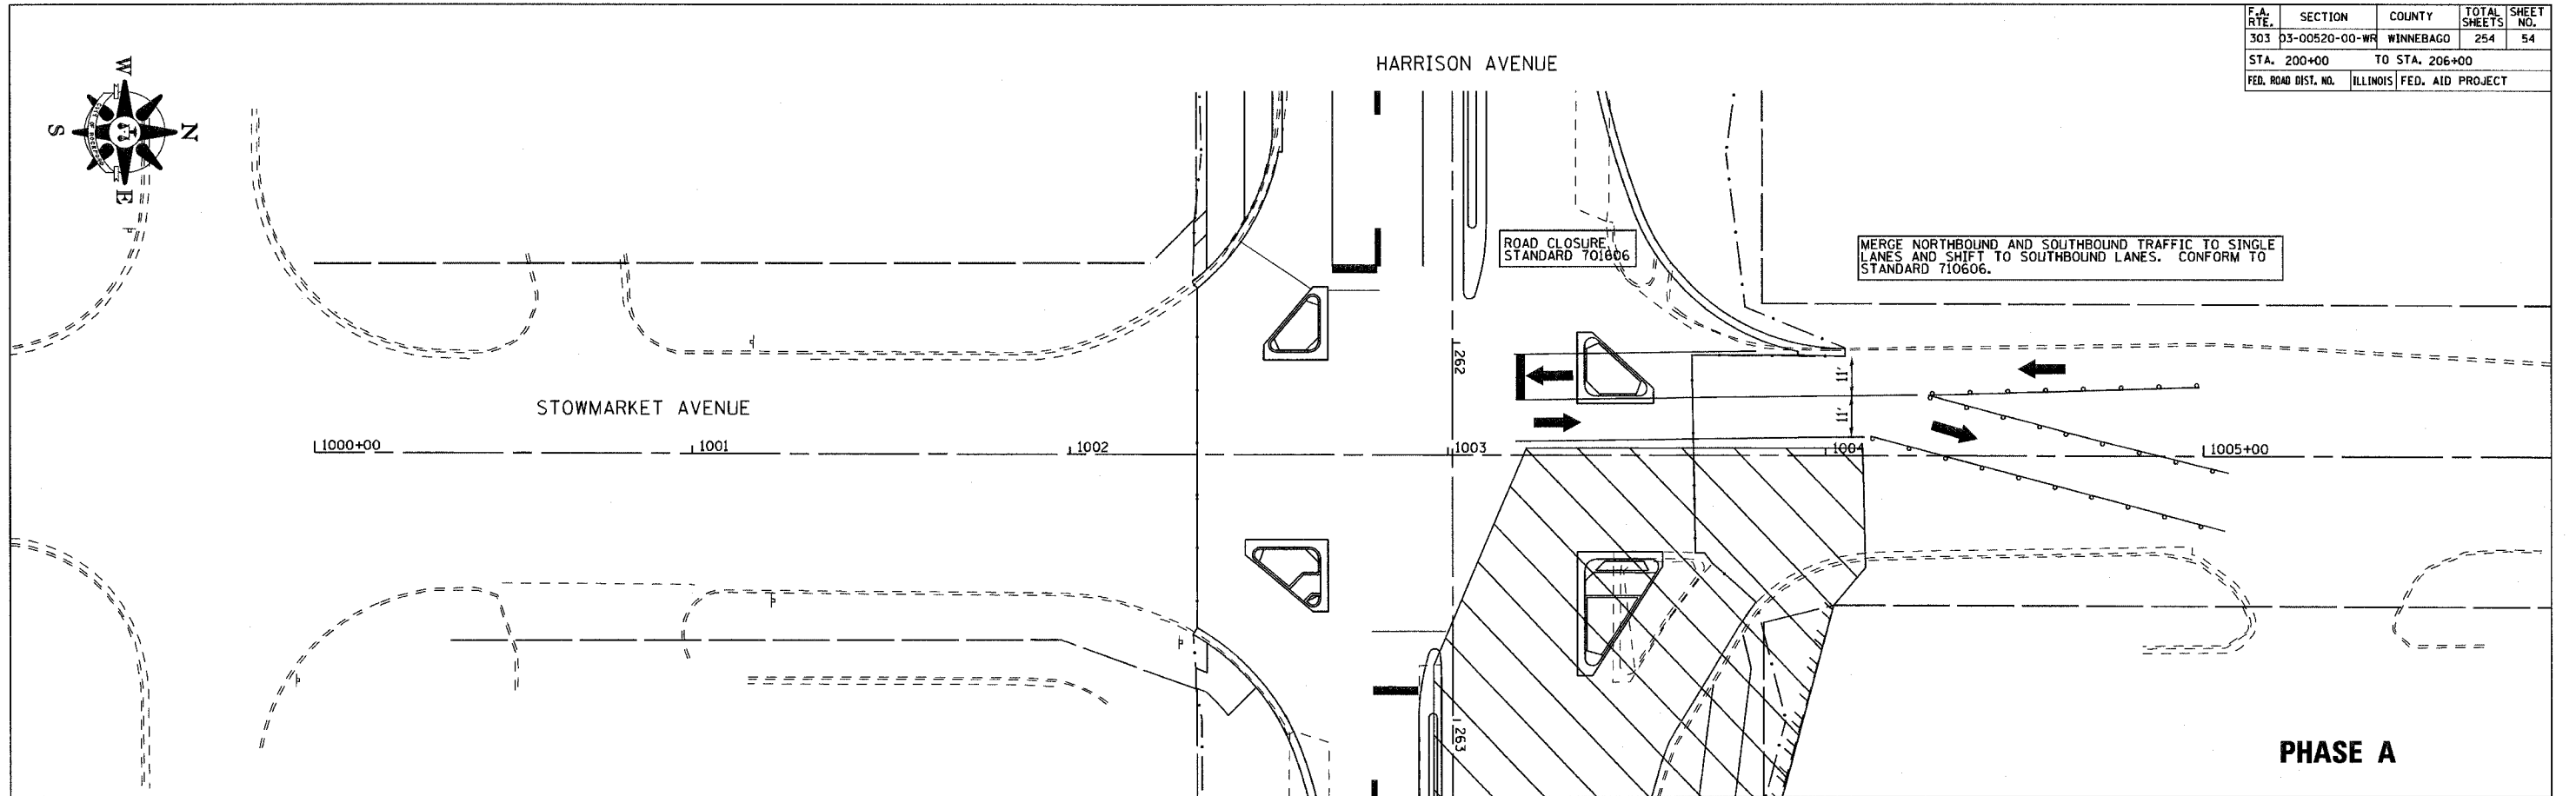 F.A. RTE. SECTION COUNTY TOTAL SHEETS SHEET NO.
303 03-00520-00-WR WINNEBAGO 254 54
STA. 200+00 TO STA. 206+00
FED. ROAD DIST. NO. ILLINOIS FED. AID PROJECT
HARRISON AVENUE
W
N
S
E
ROAD CLOSURE,
STANDARD 701606
MERGE NORTHBOUND AND SOUTHBOUND TRAFFIC TO SINGLE
LANES AND SHIFT TO SOUTHBOUND LANES. CONFORM TO
STANDARD 710606.
262
11'
11'
STOWMARKET AVENUE
1000+00
1001
1002
1003
1004
1005+00
263
PHASE A